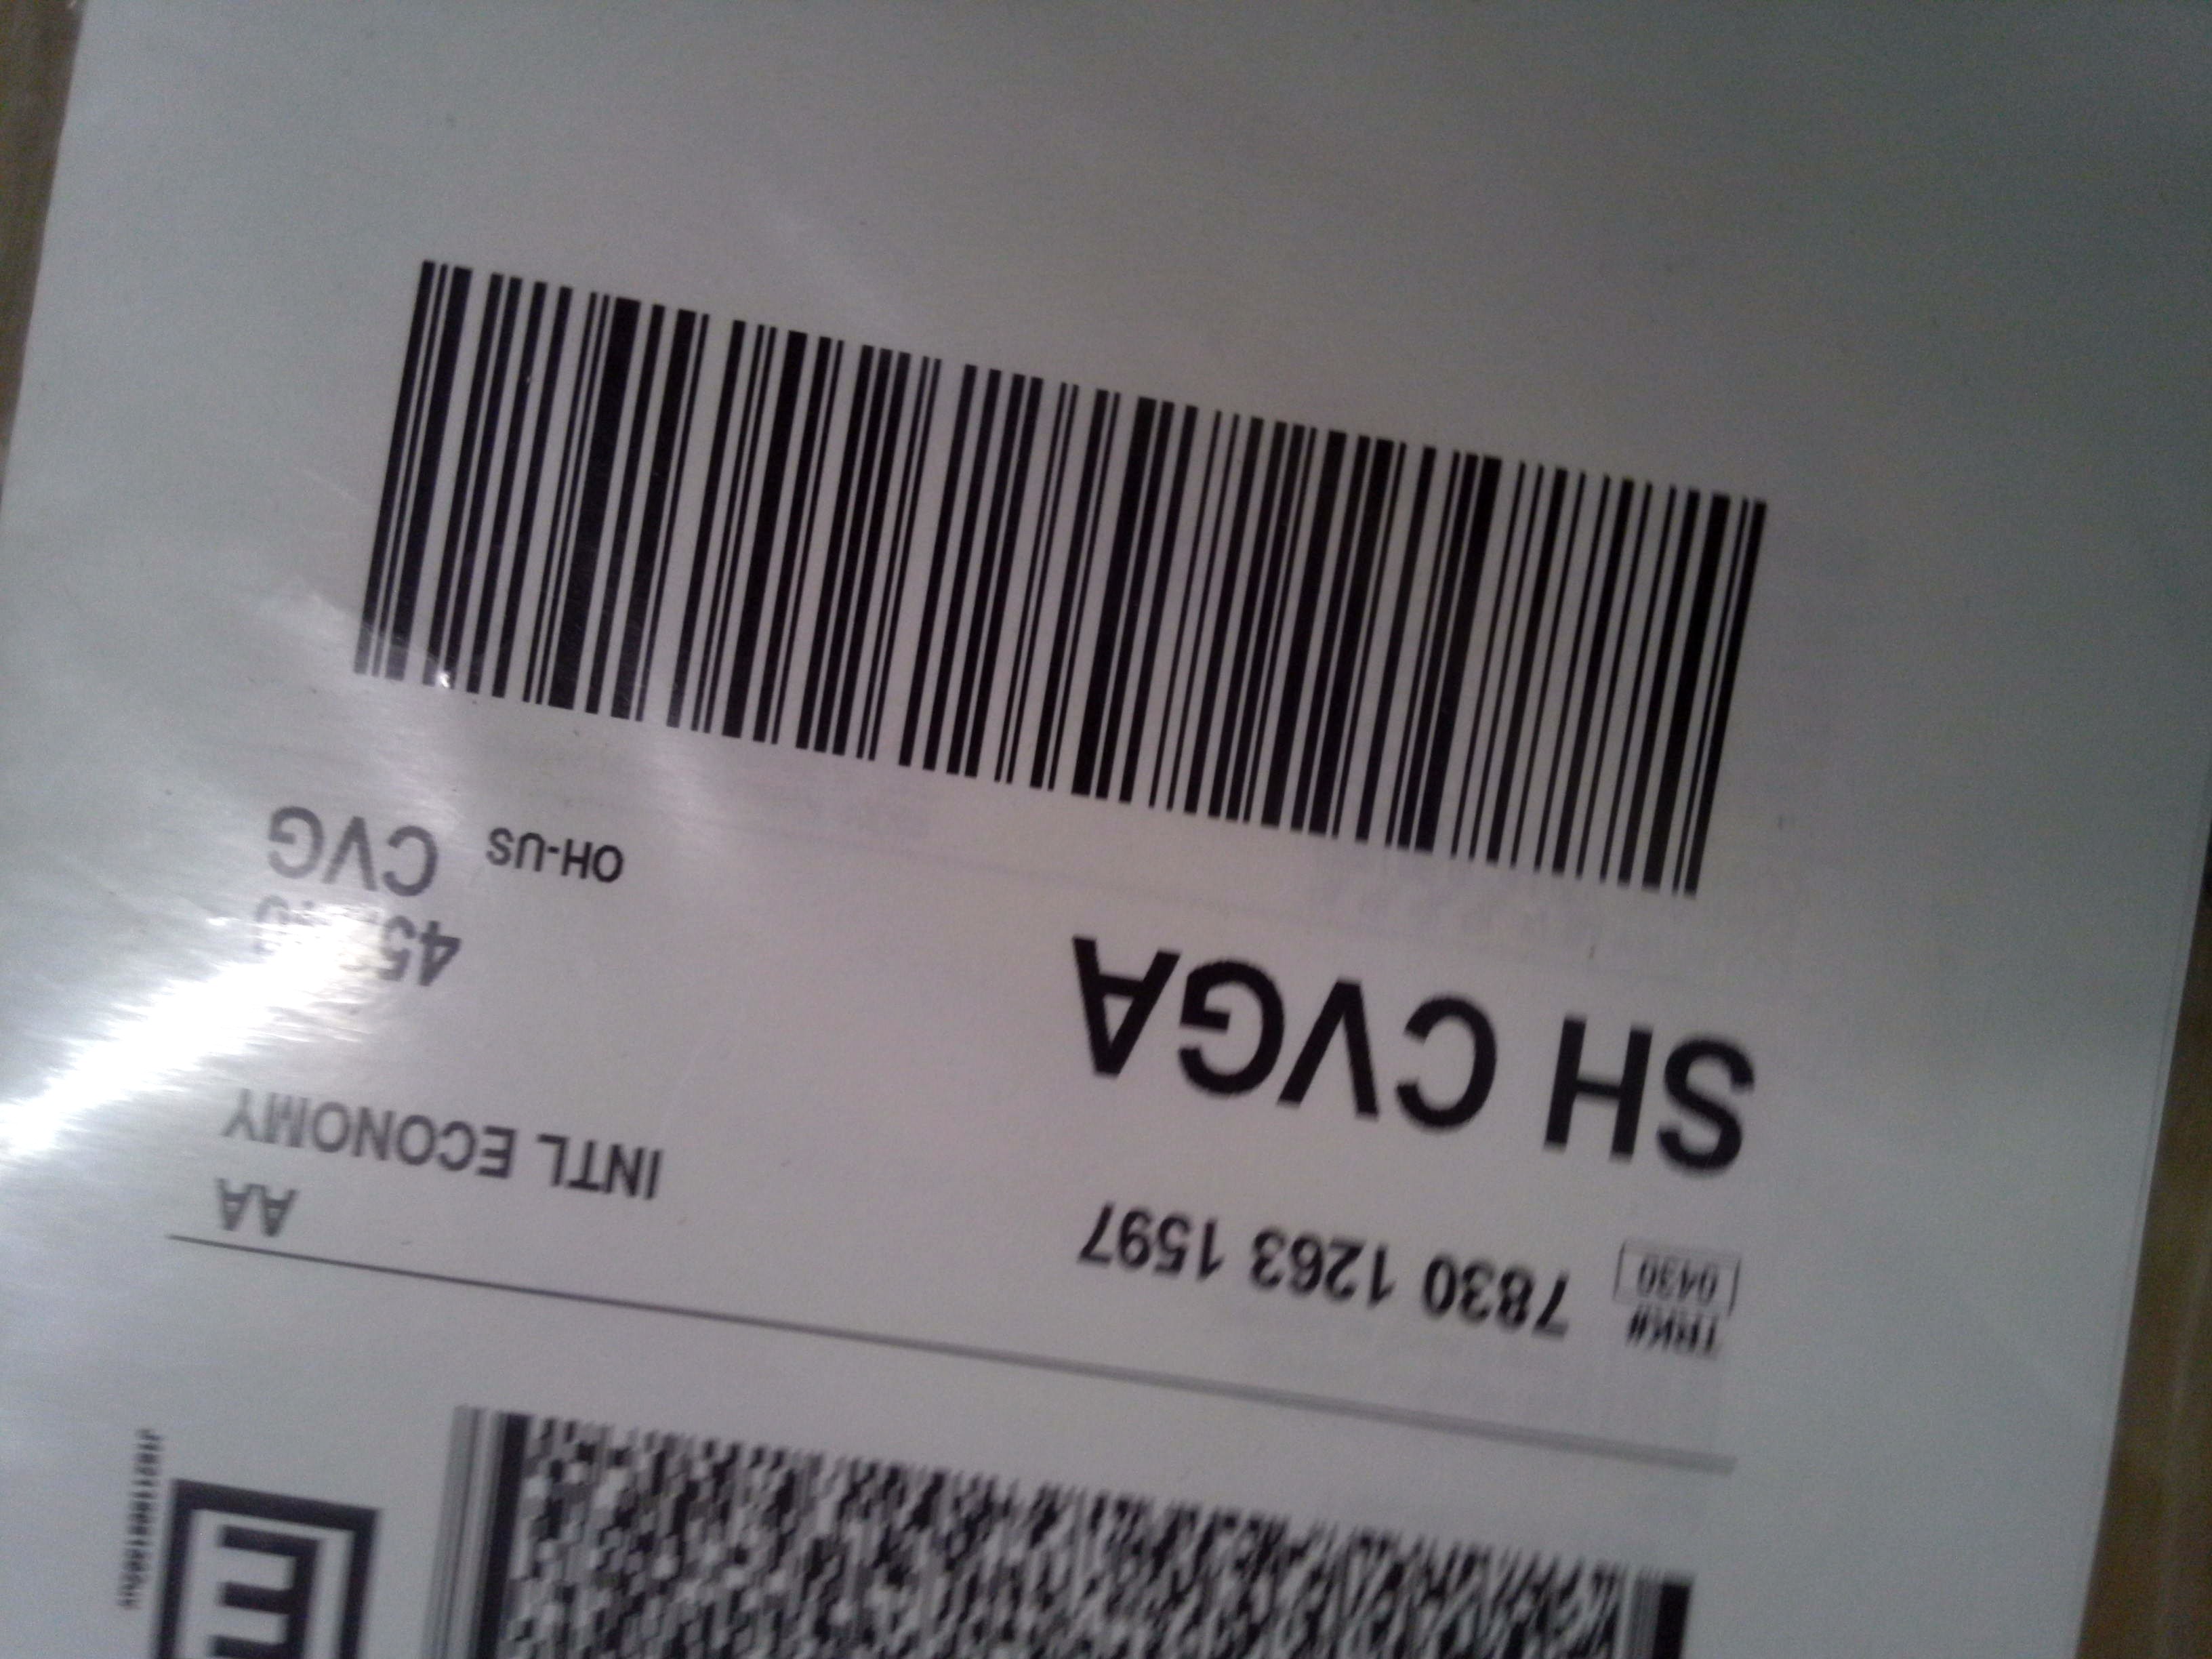 E
TRK#
0430
7830 1263 1597
AA
INTL ECONOMY
SH CVGA
OH-US
CVG